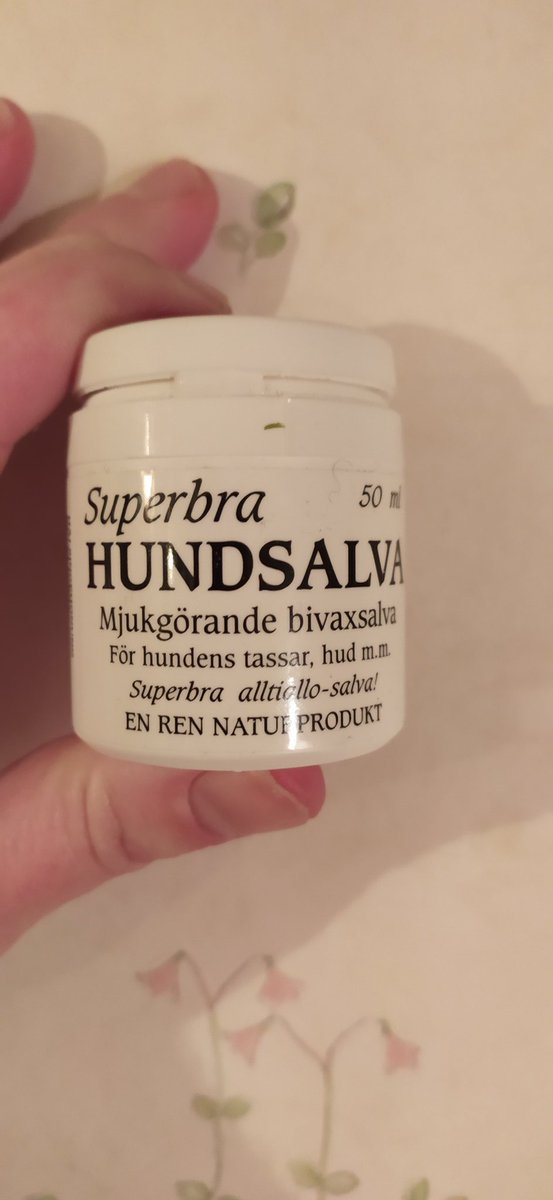 Superbra
50 ml
HUNDSALVA
Mjukgörande bivaxsalva
För hundens tassar, hud m.m.
Superbra alltiallo-salva!
EN REN NATURPRODUKT